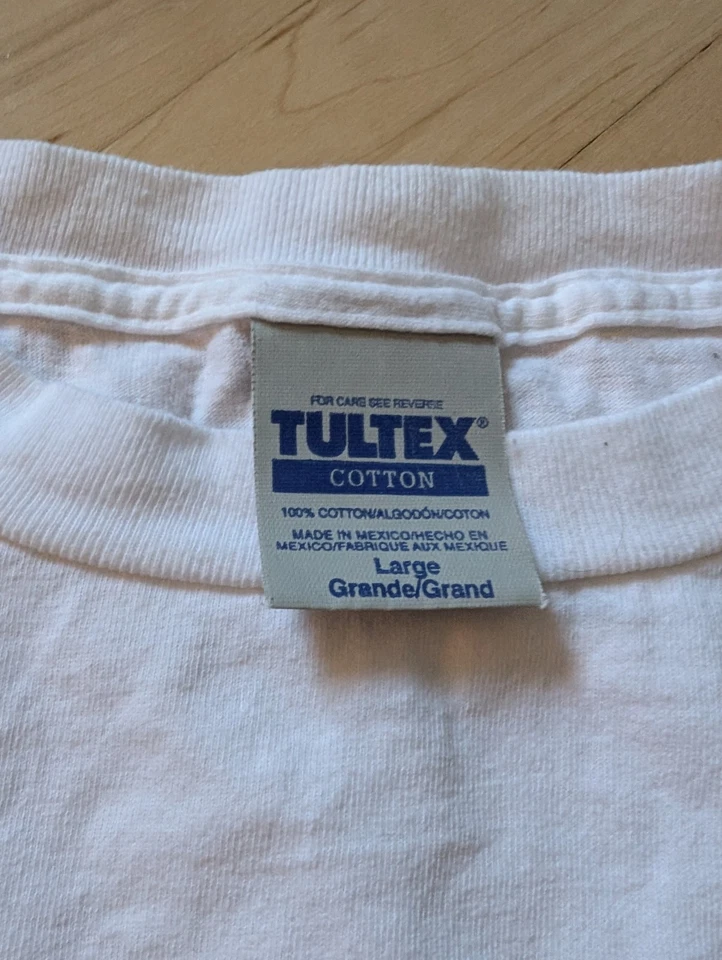 FOR CARE SEE REVERSE
TULTEX®
COTTON
100% COTTON/ALGODÓN/COTON
MADE IN MEXICO/HECHO EN
MEXICO/FABRIQUE AUX MEXIQUE
Large
Grande/Grand